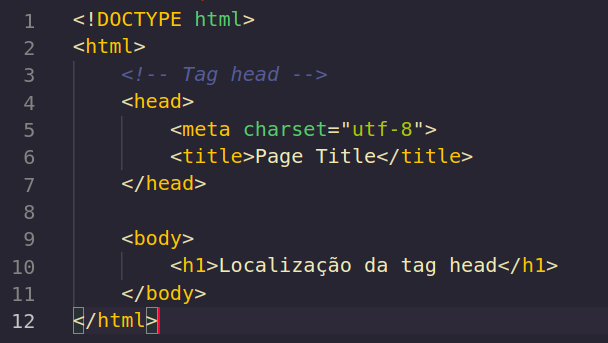 1 <!DOCTYPE html>
2 <html>
3     <!-- Tag head -->
4     <head>
5         <meta charset="utf-8">
6         <title>Page Title</title>
7     </head>
8
9     <body>
10         <h1>Localização da tag head</h1>
11     </body>
12 </html>